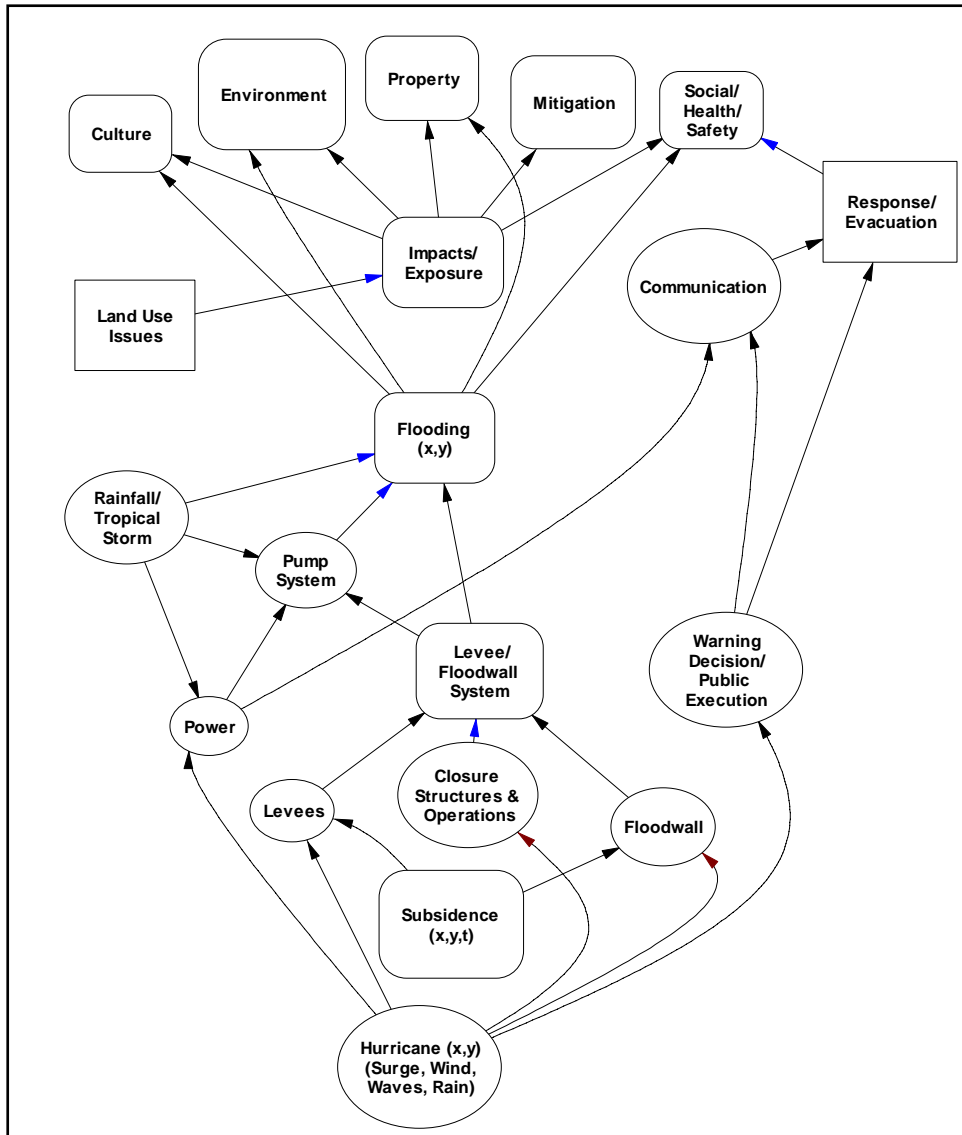 Culture
Environment
Property
Mitigation
Social/
Health/
Safety
Response/
Evacuation
Impacts/
Exposure
Communication
Land Use
Issues
Flooding
(x,y)
Rainfall/
Tropical
Storm
Pump
System
Levee/
Floodwall
System
Warning
Decision/
Public
Execution
Power
Levees
Closure
Structures &
Operations
Floodwall
Subsidence
(x,y,t)
Hurricane (x,y)
(Surge, Wind,
Waves, Rain)